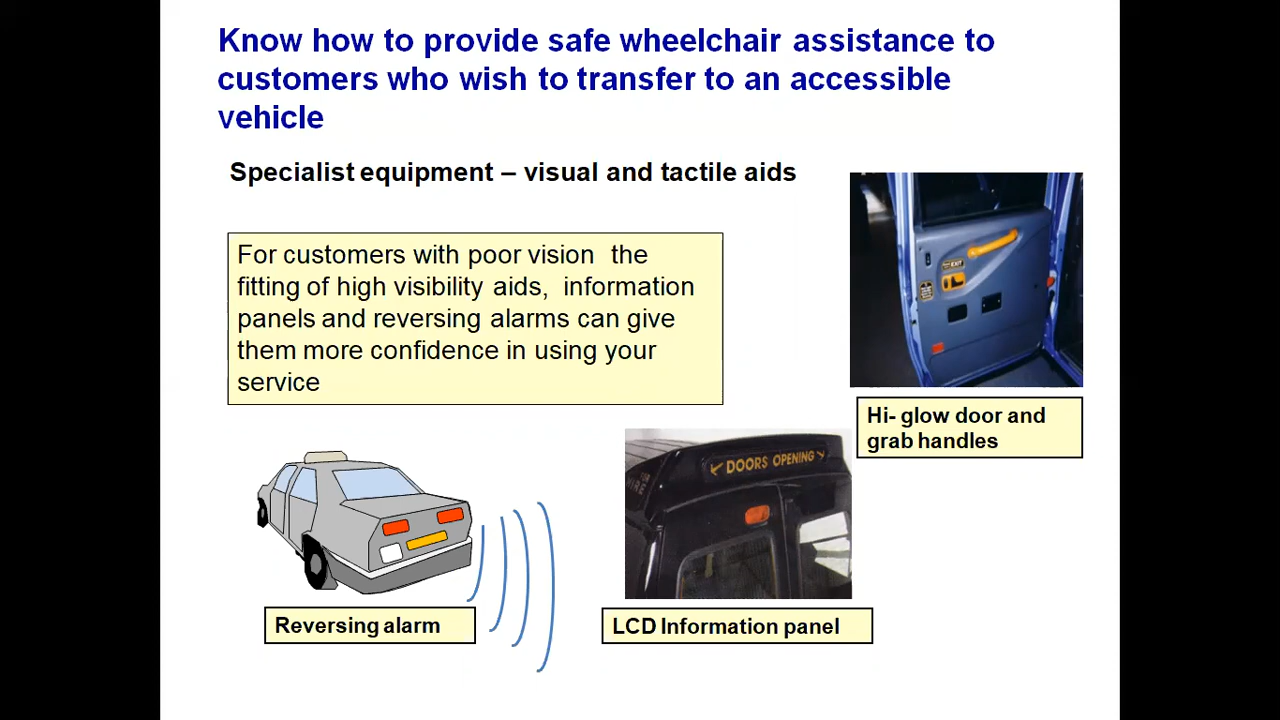 Know how to provide safe wheelchair assistance to
customers who wish to transfer to an accessible
vehicle
Specialist equipment – visual and tactile aids
For customers with poor vision the
fitting of high visibility aids, information
panels and reversing alarms can give
them more confidence in using your
service
EXIT
Hi- glow door and
grab handles
DOORS OPENING
Reversing alarm
LCD Information panel